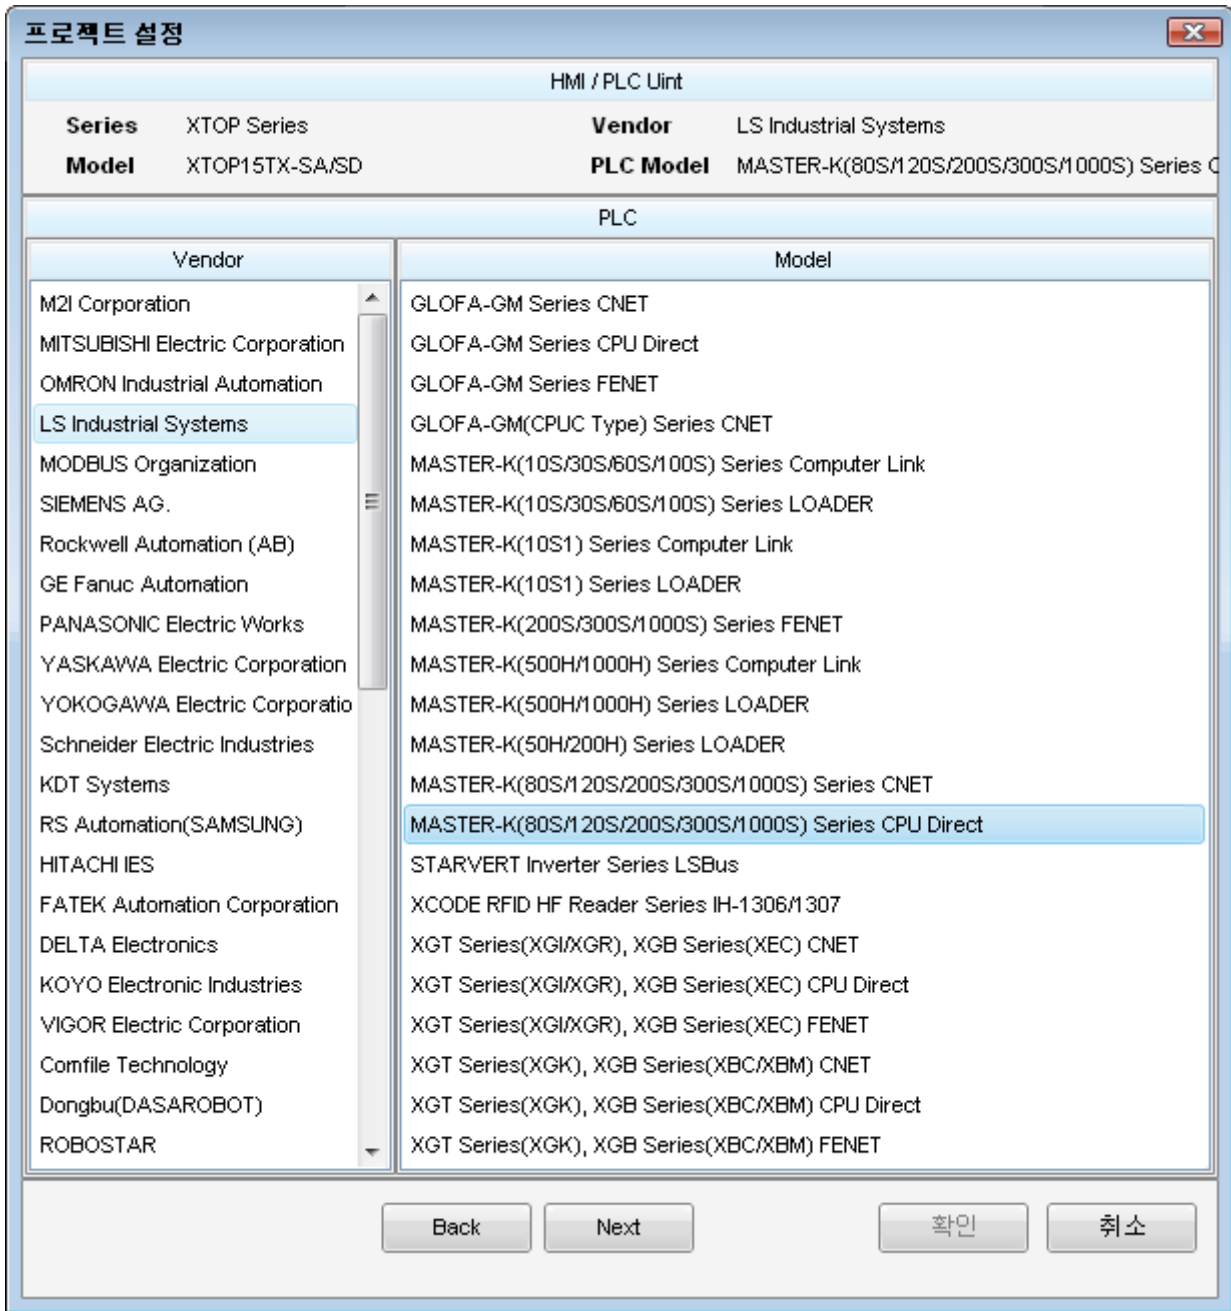 프로젝트 설정
HMI / PLC Uint
Series XTOP Series Vendor LS Industrial Systems
Model XTOP15TX-SA/SD PLC Model MASTER-K(80S/120S/200S/300S/1000S) Series C
PLC
Vendor
M2I Corporation
MITSUBISHI Electric Corporation
OMRON Industrial Automation
LS Industrial Systems
MODBUS Organization
SIEMENS AG.
Rockwell Automation (AB)
GE Fanuc Automation
PANASONIC Electric Works
YASKAWA Electric Corporation
YOKOGAWA Electric Corporatio
Schneider Electric Industries
KDT Systems
RS Automation(SAMSUNG)
HITACHI IES
FATEK Automation Corporation
DELTA Electronics
KOYO Electronic Industries
VIGOR Electric Corporation
Comfile Technology
Dongbu(DASAROBOT)
ROBOSTAR
Model
GLOFA-GM Series CNET
GLOFA-GM Series CPU Direct
GLOFA-GM Series FENET
GLOFA-GM(CPUC Type) Series CNET
MASTER-K(10S/30S/60S/100S) Series Computer Link
MASTER-K(10S/30S/60S/100S) Series LOADER
MASTER-K(10S1) Series Computer Link
MASTER-K(10S1) Series LOADER
MASTER-K(200S/300S/1000S) Series FENET
MASTER-K(500H/1000H) Series Computer Link
MASTER-K(500H/1000H) Series LOADER
MASTER-K(50H/200H) Series LOADER
MASTER-K(80S/120S/200S/300S/1000S) Series CNET
MASTER-K(80S/120S/200S/300S/1000S) Series CPU Direct
STARVERT Inverter Series LSBus
XCODE RFID HF Reader Series IH-1306/1307
XGT Series(XGI/XGR), XGB Series(XEC) CNET
XGT Series(XGI/XGR), XGB Series(XEC) CPU Direct
XGT Series(XGI/XGR), XGB Series(XEC) FENET
XGT Series(XGK), XGB Series(XBC/XBM) CNET
XGT Series(XGK), XGB Series(XBC/XBM) CPU Direct
XGT Series(XGK), XGB Series(XBC/XBM) FENET
Back Next 확인 취소